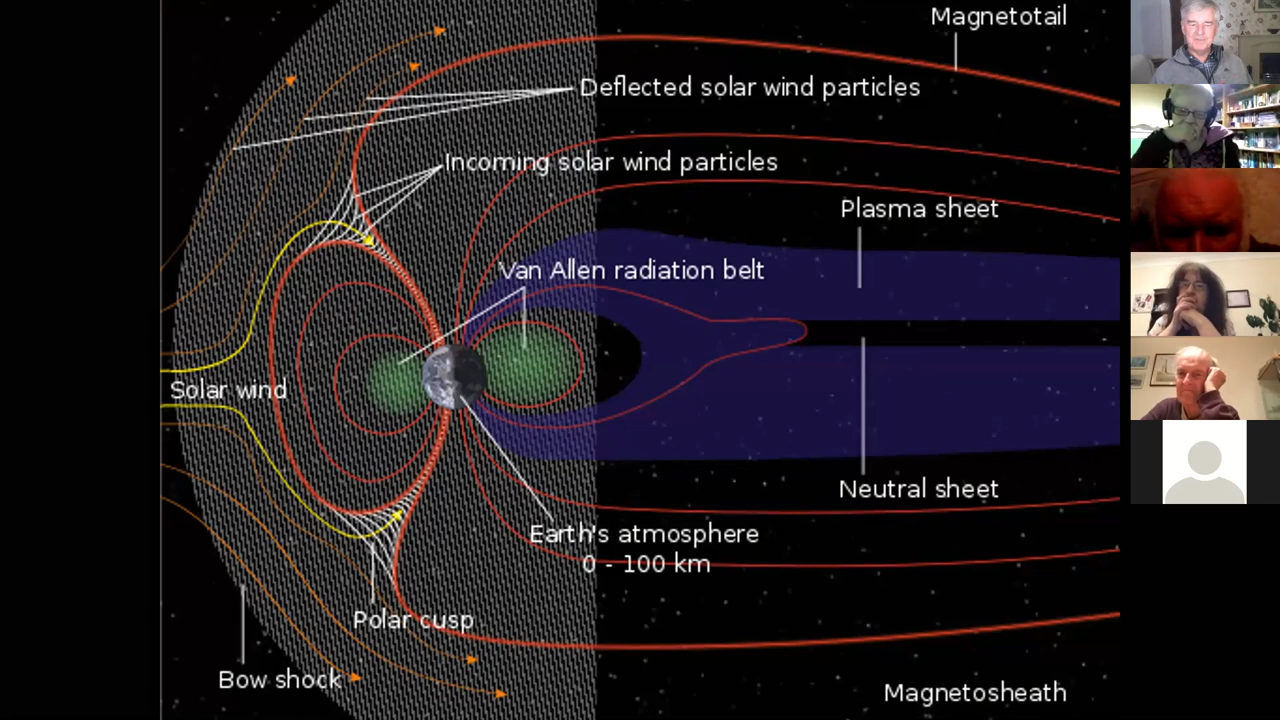 Magnetotail
Deflected solar wind particles
Incoming solar wind particles
Plasma sheet
Van Allen radiation belt
Solar wind
Neutral sheet
Earth's atmosphere
0 - 100 km
Polar cusp
Bow shock
Magnetosheath